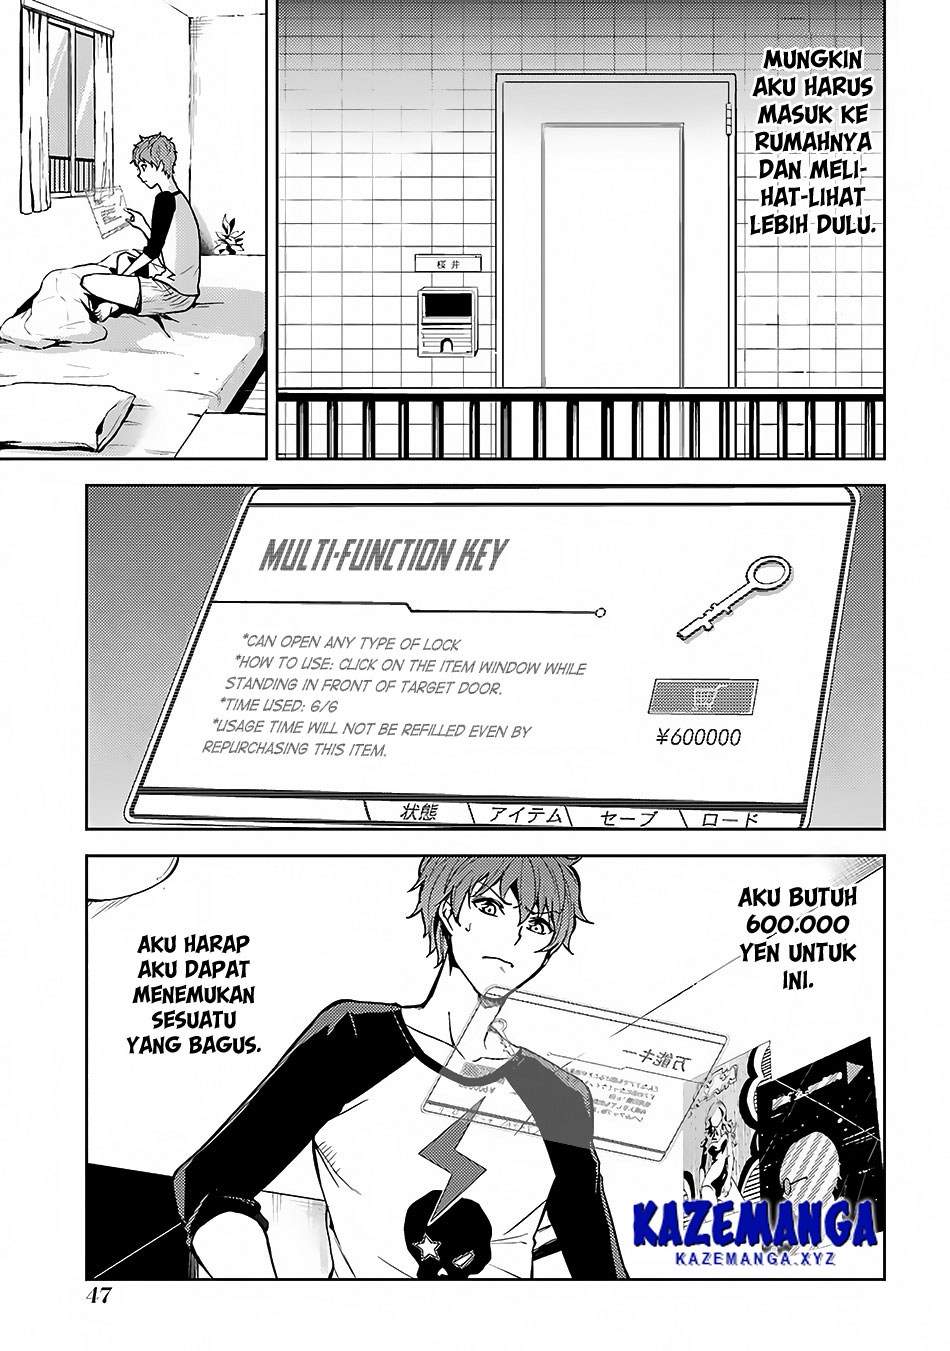 MUNGKIN
AKU HARUS
MASUK KE
RUMAHNYA
DAN MELI-
HAT-LIHAT
LEBIH DULU.
桜井
MULTI-FUNCTION KEY
*CAN OPEN ANY TYPE OF LOCK
*HOW TO USE: CLICK ON THE ITEM WINDOW WHILE
STANDING IN FRONT OF TARGET DOOR.
*TIME USED: 6/6
*USAGE TIME WILL NOT BE REFILLED EVEN BY
REPURCHASING THIS ITEM.
¥600000
状態 アイテム セーブ ロード
AKU BUTUH
600.000
YEN UNTUK
INI.
AKU HARAP
AKU DAPAT
MENEMUKAN
SESUATU
YANG BAGUS.
万能キー
KAZEMANGA
KAZEMANGA.XYZ
47